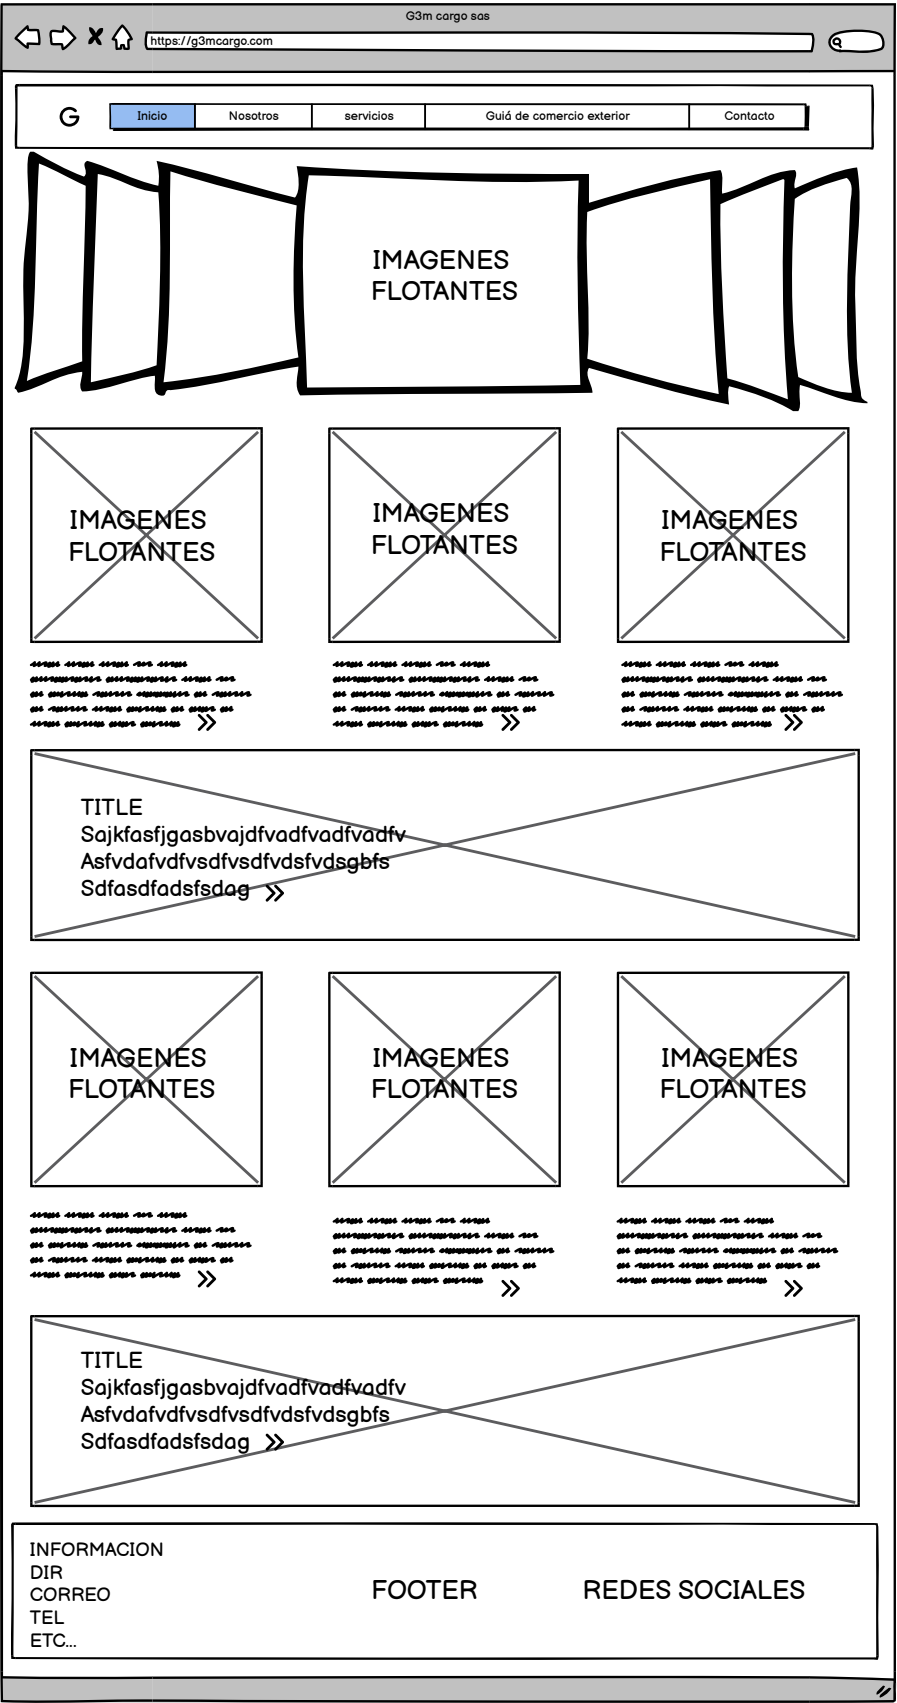 G3m cargo sas
https://g3mcargo.com
G
Inicio
Nosotros
servicios
Guiá de comercio exterior
Contacto
IMAGENES
FLOTANTES
IMAGENES
FLOTANTES
IMAGENES
FLOTANTES
IMAGENES
FLOTANTES
TITLE
Sajkfasfjgasbvajdfvadfvadfvadfv
Asfvdafvdfvsdfvsdfvdsfvdsgbfs
Sdfasdfadsfsdag
IMAGENES
FLOTANTES
IMAGENES
FLOTANTES
IMAGENES
FLOTANTES
TITLE
Sajkfasfjgasbvajdfvadfvadfvadfv
Asfvdafvdfvsdfvsdfvdsfvdsgbfs
Sdfasdfadsfsdag
INFORMACION
DIR
CORREO
TEL
ETC...
FOOTER
REDES SOCIALES